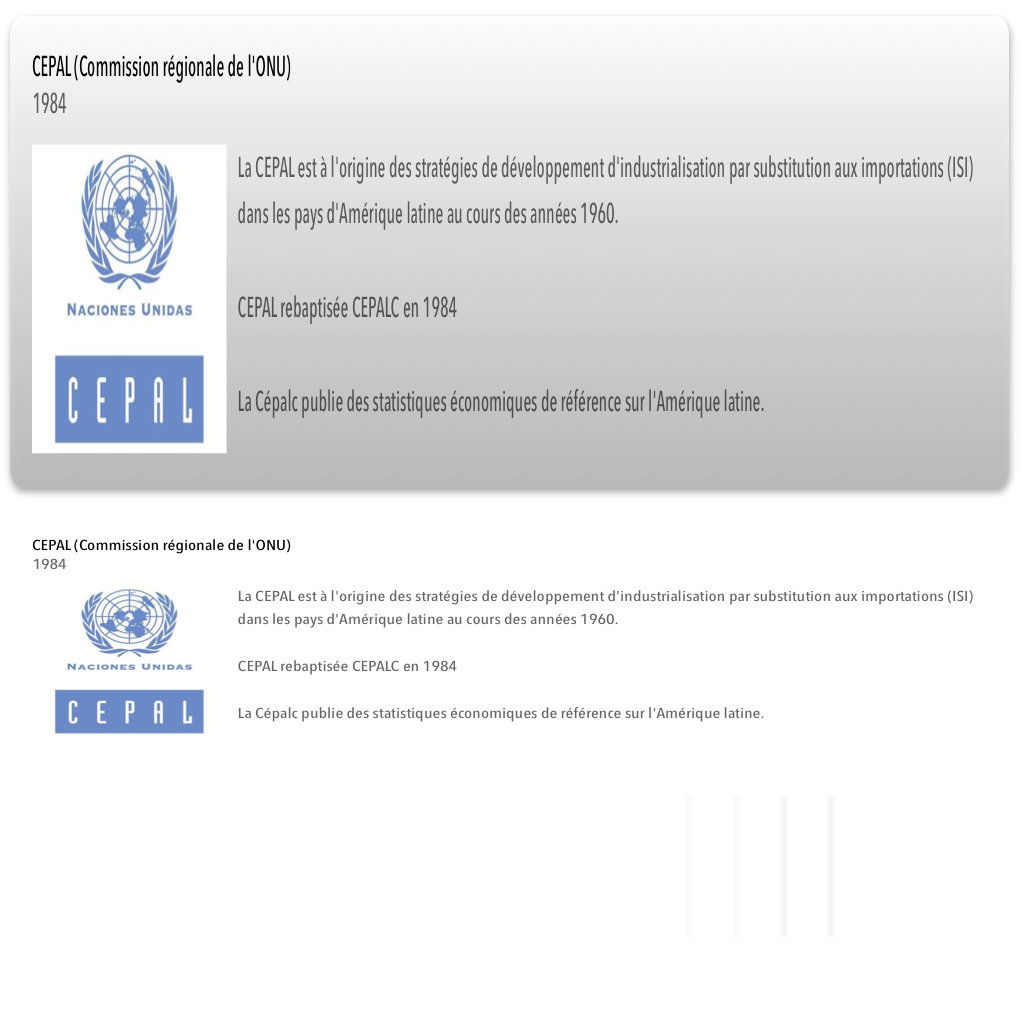 CEPAL (Commission régionale de l'ONU)
1984
La CEPAL est à l'origine des stratégies de développement d'industrialisation par substitution aux importations (ISI)
dans les pays d'Amérique latine au cours des années 1960.
NACIONES UNIDAS
CEPAL rebaptisée CEPALC en 1984
CEPAL
La Cépalc publie des statistiques économiques de référence sur l'Amérique latine.
CEPAL (Commission régionale de l'ONU)
1984
La CEPAL est à l'origine des stratégies de développement d'industrialisation par substitution aux importations (ISI)
dans les pays d'Amérique latine au cours des années 1960.
NACIONES UNIDAS
CEPAL rebaptisée CEPALC en 1984
CEPAL
La Cépalc publie des statistiques économiques de référence sur l'Amérique latine.